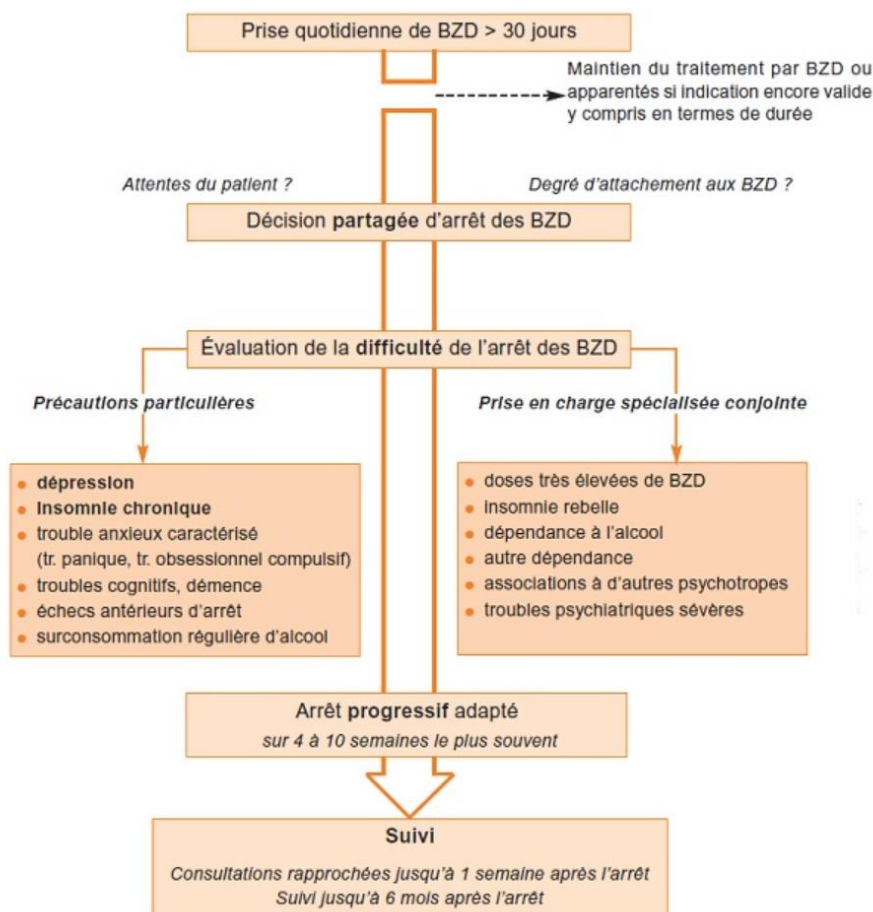 Prise quotidienne de BZD > 30 jours
Maintien du traitement par BZD ou
apparentés si indication encore valide
y compris en termes de durée
Attentes du patient ?
Degré d'attachement aux BZD ?
Décision partagée d'arrêt des BZD
Évaluation de la difficulté de l'arrêt des BZD
Précautions particulières
Prise en charge spécialisée conjointe
• dépression
• insomnie chronique
• trouble anxieux caractérisé
(tr. panique, tr. obsessionnel compulsif)
• troubles cognitifs, démence
• échecs antérieurs d'arrêt
• surconsommation régulière d'alcool
• doses très élevées de BZD
• insomnie rebelle
• dépendance à l'alcool
• autre dépendance
• associations à d'autres psychotropes
• troubles psychiatriques sévères
Arrêt progressif adapté
sur 4 à 10 semaines le plus souvent
Suivi
Consultations rapprochées jusqu'à 1 semaine après l'arrêt
Suivi jusqu'à 6 mois après l'arrêt